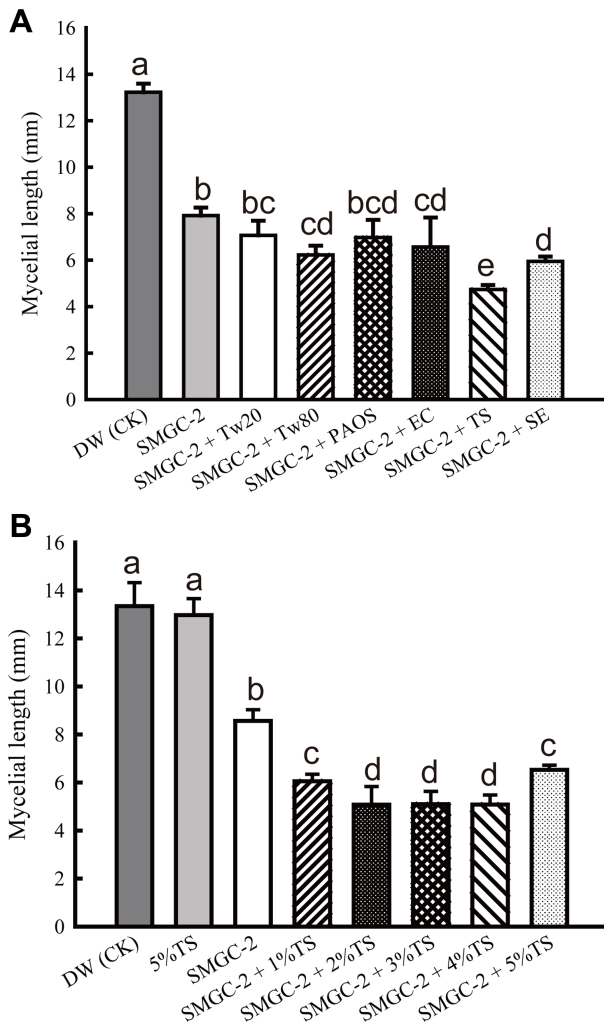 A
Mycelial length (mm)
16
14
12
10
8
6
4
2
0
a
b
bc
cd
bcd
cd
e
d
DW (CK)
SMGC-2
SMGC-2 + Tw20
SMGC-2 + Tw80
SMGC-2 + PAOS
SMGC-2 + EC
SMGC-2 + TS
SMGC-2 + SE
B
Mycelial length (mm)
16
14
12
10
8
6
4
2
0
a
a
b
c
d
d
d
c
DW (CK)
5%TS
SMGC-2
SMGC-2 + 1%TS
SMGC-2 + 2%TS
SMGC-2 + 3%TS
SMGC-2 + 4%TS
SMGC-2 + 5%TS